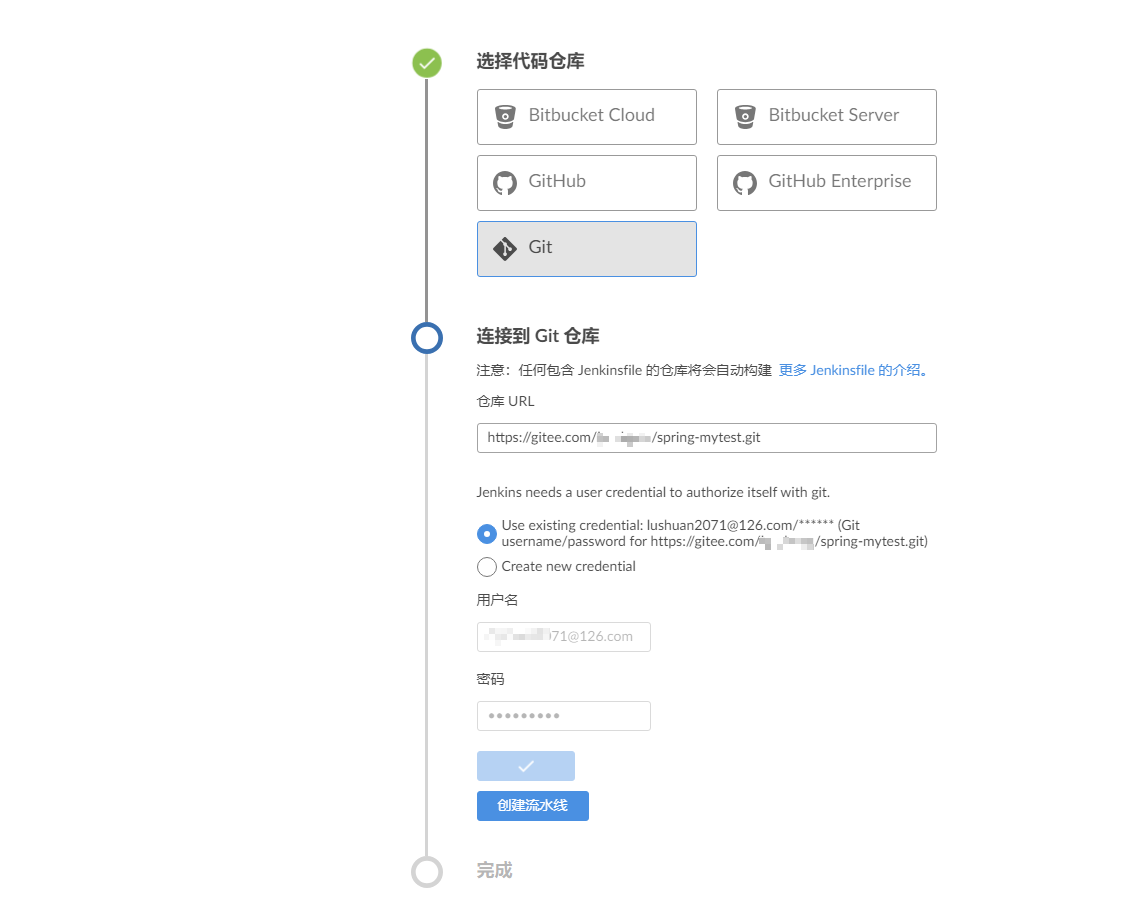 选择代码仓库
Bitbucket Cloud
Bitbucket Server
GitHub
GitHub Enterprise
Git
连接到 Git 仓库
注意：任何包含 Jenkinsfile 的仓库将会自动构建 更多 Jenkinsfile 的介绍。
仓库 URL
https://gitee.com/ /spring-mytest.git
Jenkins needs a user credential to authorize itself with git.
Use existing credential: lushuan2071@126.com/****** (Git
username/password for https://gitee.com/ /spring-mytest.git)
Create new credential
用户名
071@126.com
密码
•••••••••
创建流水线
完成